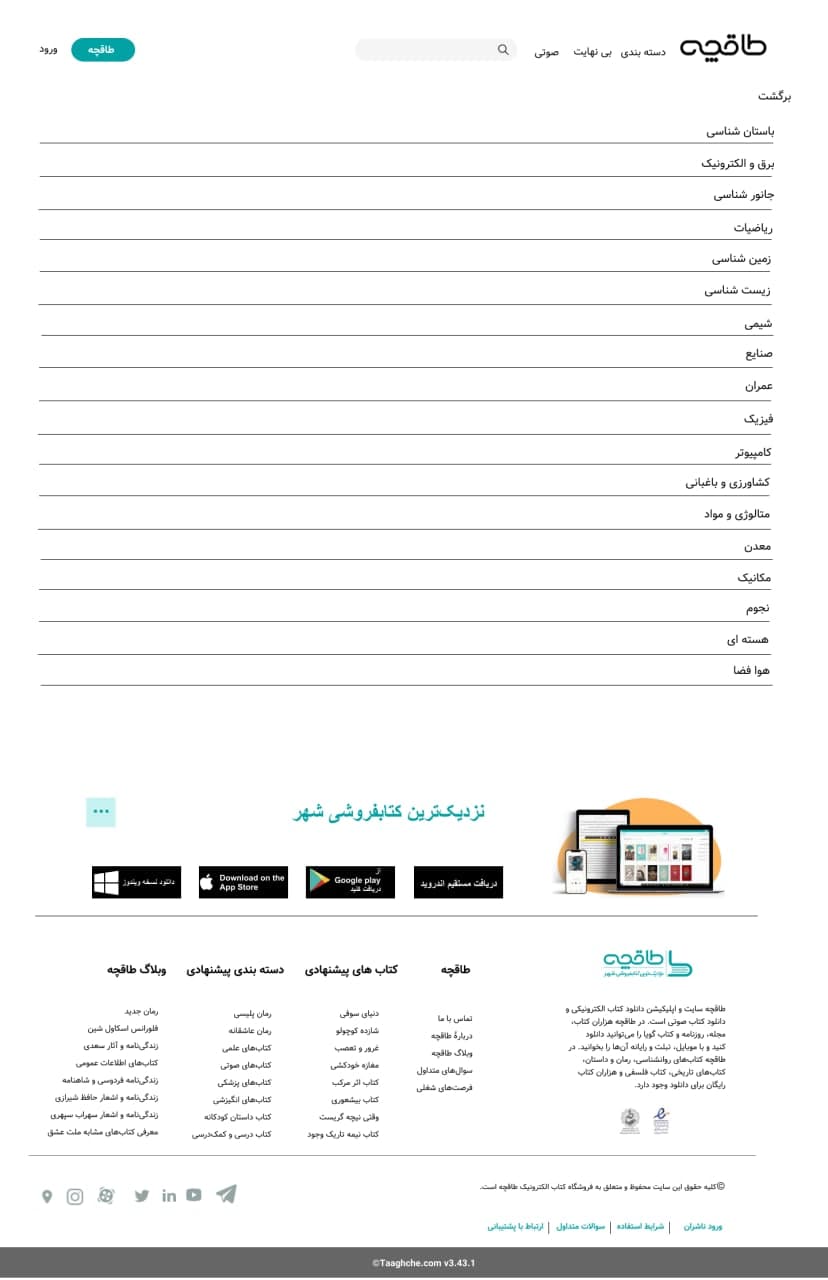 طاقچه
دسته بندی
بی نهایت
صوتی
طاقچه
ورود
برگشت
باستان شناسی
برق و الکترونیک
جانور شناسی
ریاضیات
زمین شناسی
زیست شناسی
شیمی
صنایع
عمران
فیزیک
کامپیوتر
کشاورزی و باغبانی
متالوژی و مواد
معدن
مکانیک
نجوم
هسته ای
هوا فضا
نزدیک‌ترین کتابفروشی شهر
دریافت مستقیم اندروید
از
Google play
دریافت کنید
Download on the
App Store
دانلود نسخه ویندوز
طاقچه
نزدیک‌ترین کتابفروشی شهر
طاقچه سایت و اپلیکیشن دانلود کتاب الکترونیکی و
دانلود کتاب صوتی است. در طاقچه هزاران کتاب،
مجله، روزنامه و کتاب گویا را می‌توانید دانلود
کنید و با موبایل، تبلت و رایانه آن‌ها را بخوانید. در
طاقچه کتاب‌های روانشناسی، رمان و داستان،
کتاب‌های تاریخی، کتاب فلسفی و هزاران کتاب
رایگان برای دانلود وجود دارد.
طاقچه
تماس با ما
دربارهٔ طاقچه
وبلاگ طاقچه
سوال‌های متداول
فرصت‌های شغلی
کتاب های پیشنهادی
دنیای سوفی
شازده کوچولو
غرور و تعصب
مغازه خودکشی
کتاب اثر مرکب
کتاب بیشعوری
وقتی نیچه گریست
کتاب نیمه تاریک وجود
دسته بندی پیشنهادی
رمان پلیسی
رمان عاشقانه
کتاب‌های علمی
کتاب‌های صوتی
کتاب‌های پزشکی
کتاب‌های انگیزشی
کتاب داستان کودکانه
کتاب درسی و کمک‌درسی
وبلاگ طاقچه
رمان جدید
فلورانس اسکاول شین
زندگی‌نامه و آثار سعدی
کتاب‌های اطلاعات عمومی
زندگی‌نامه فردوسی و شاهنامه
زندگی‌نامه و اشعار حافظ شیرازی
زندگی‌نامه و اشعار سهراب سپهری
معرفی کتاب‌های مشابه ملت عشق
©کلیه حقوق این سایت محفوظ و متعلق به فروشگاه کتاب الکترونیک طاقچه است.
ورود ناشران | شرایط استفاده | سوالات متداول | ارتباط با پشتیبانی
©Taaghche.com v3.43.1